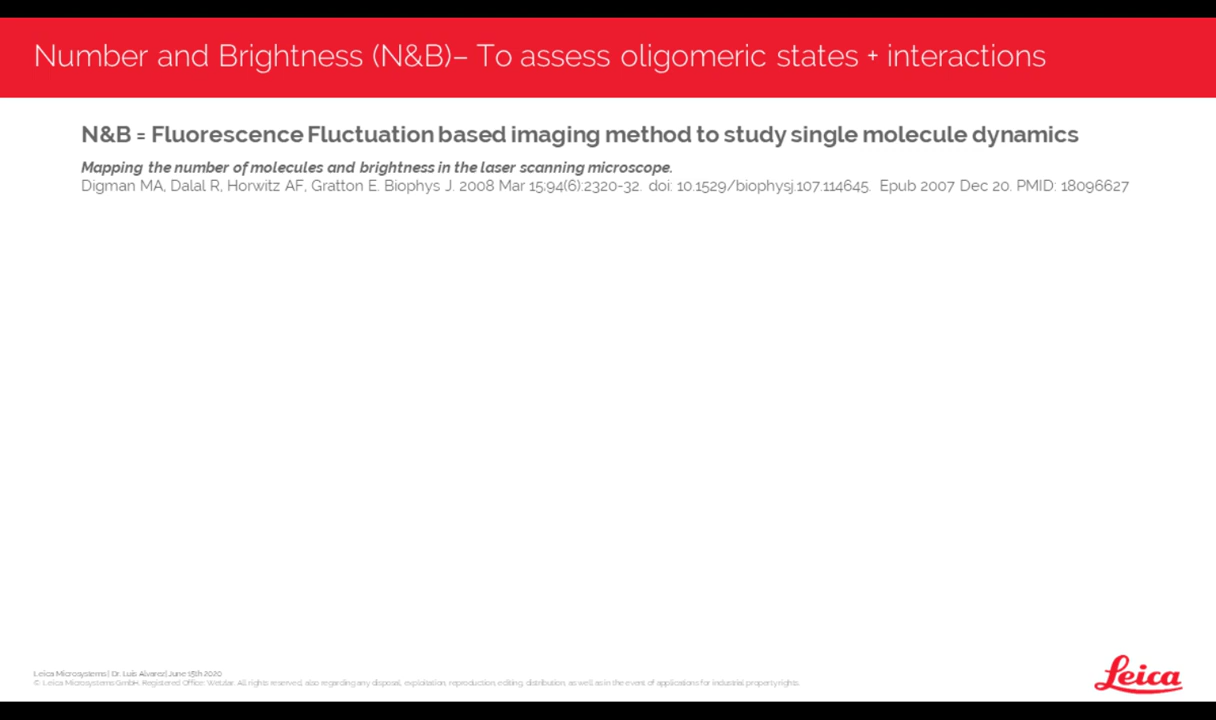 Number and Brightness (N&B)– To assess oligomeric states + interactions
N&B = Fluorescence Fluctuation based imaging method to study single molecule dynamics
Mapping the number of molecules and brightness in the laser scanning microscope.
Digman MA, Dalal R, Horwitz AF, Gratton E. Biophys J. 2008 Mar 15;94(6):2320-32. doi: 10.1529/biophysj.107.114645. Epub 2007 Dec 20. PMID: 18096627
Leica Microsystems | Dr. Luis Alvarez| June 15th 2020
© Leica Microsystems GmbH, Registered Office: Wetzlar. All rights reserved, also regarding any disposal, exploitation, reproduction, editing, distribution, as well as in the event of applications for industrial property rights.
Leica